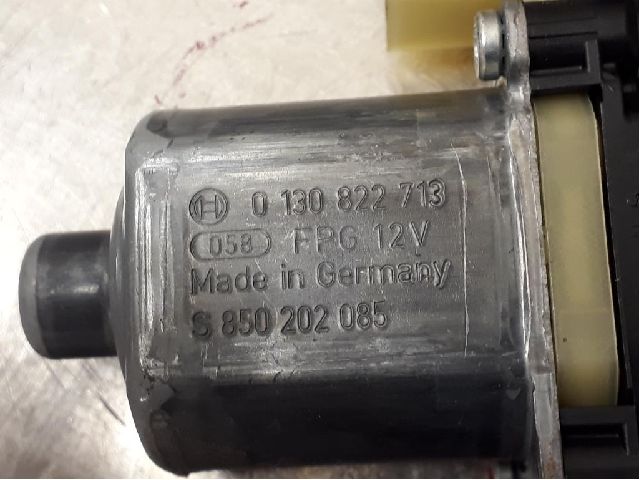 0 130 822 713
058 FPG 12V
Made in Germany
S 850 202 085